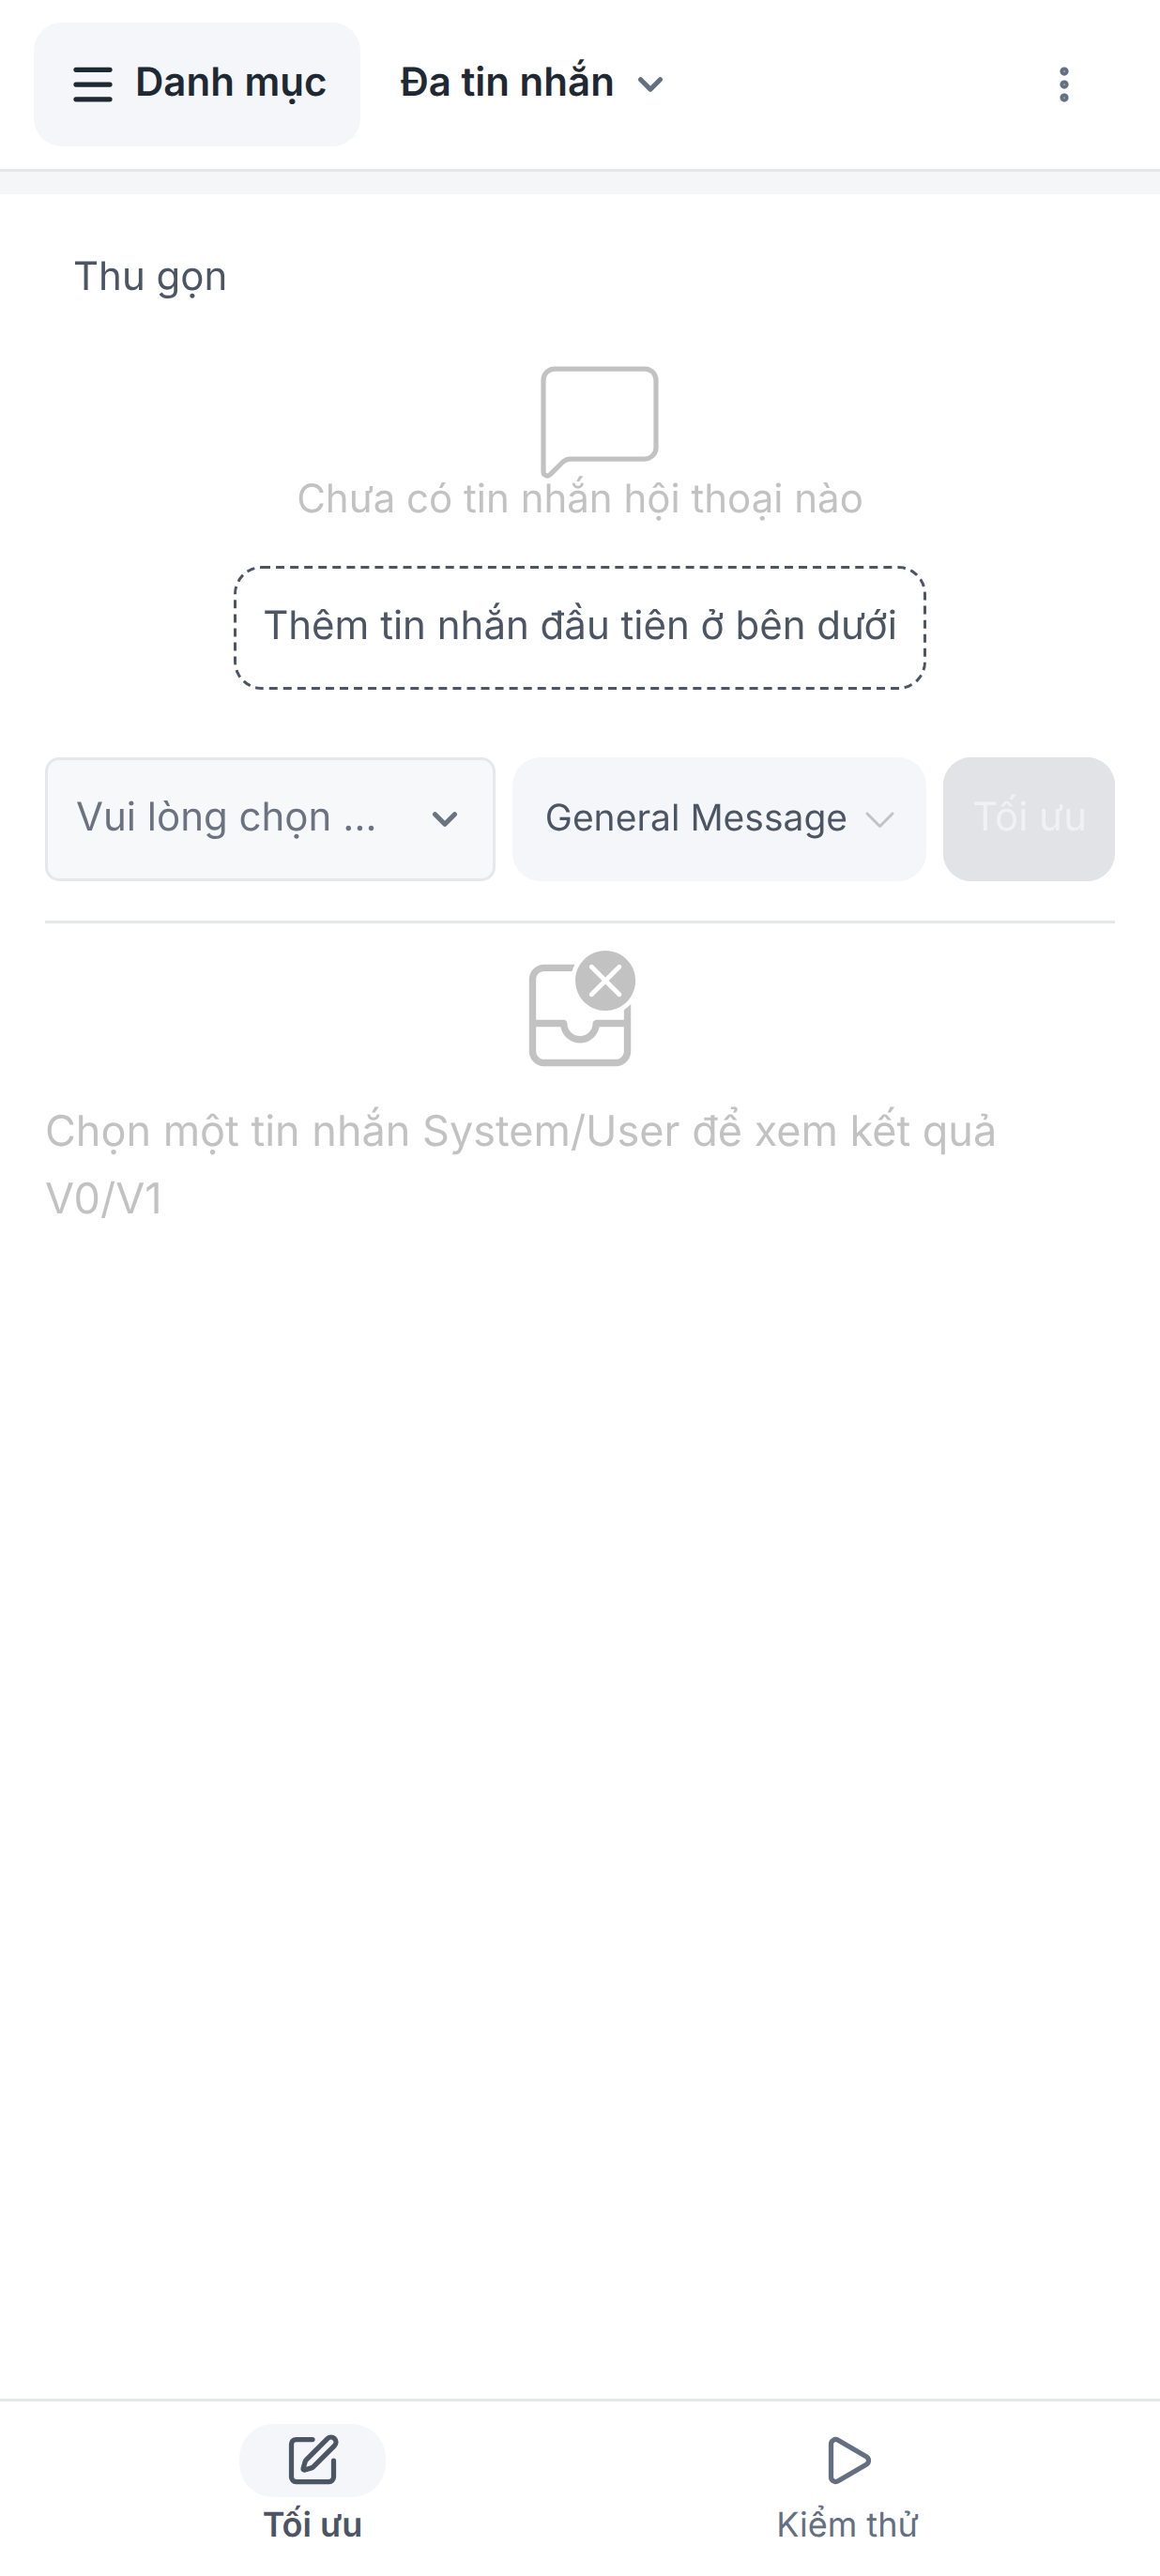 Danh mục
Đa tin nhắn
Thu gọn
Chưa có tin nhắn hội thoại nào
Thêm tin nhắn đầu tiên ở bên dưới
Vui lòng chọn ...
General Message
Tối ưu
Chọn một tin nhắn System/User để xem kết quả
V0/V1
Tối ưu
Kiểm thử